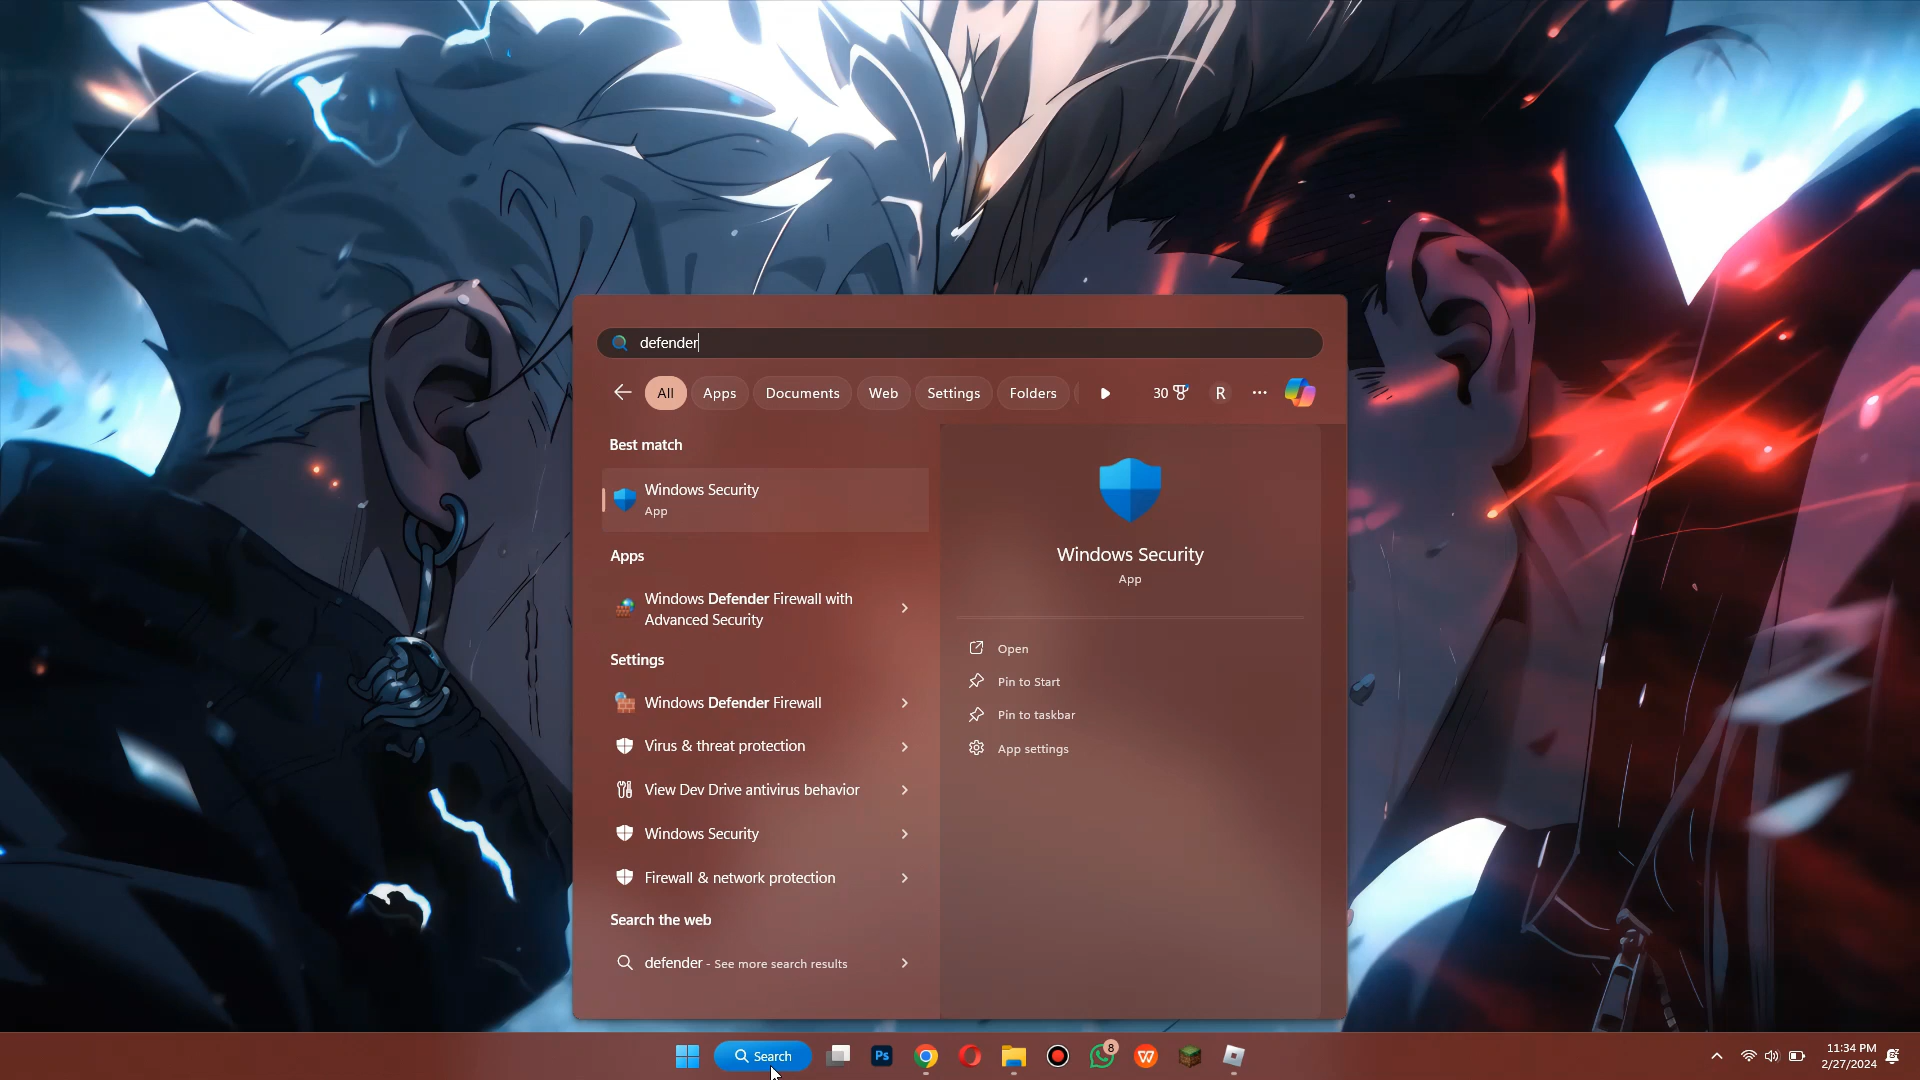 defender
All
Apps
Documents
Web
Settings
Folders
30
R
Best match
Windows Security
App
Apps
Windows Defender Firewall with
Advanced Security
Settings
Windows Defender Firewall
Virus & threat protection
View Dev Drive antivirus behavior
Windows Security
Firewall & network protection
Search the web
defender - See more search results
Windows Security
App
Open
Pin to Start
Pin to taskbar
App settings
Search
Ps
8
W
11:34 PM
2/27/2024